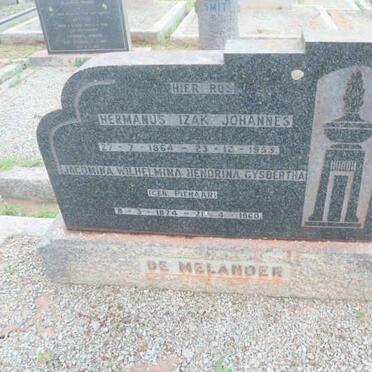 SMIT
HIER RUS
HERMANUS IZAK JOHANNES
27-7-1864 - 23-12-1953
JACOMINA WILHELMINA HENDRINA GYSBERTHA
(GEB. PIENAAR)
8-3-1874 - 21-4-1960
DE MELANDER